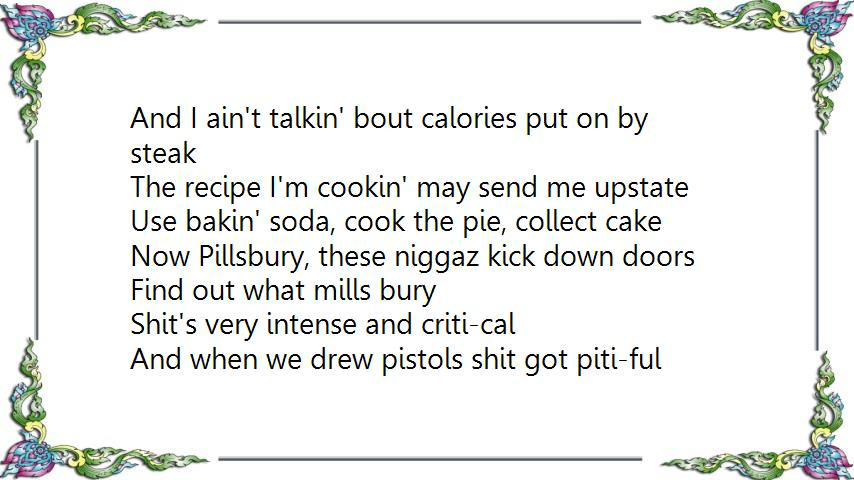 And I ain't talkin' bout calories put on by
steak
The recipe I'm cookin' may send me upstate
Use bakin' soda, cook the pie, collect cake
Now Pillsbury, these niggaz kick down doors
Find out what mills bury
Shit's very intense and criti-cal
And when we drew pistols shit got piti-ful